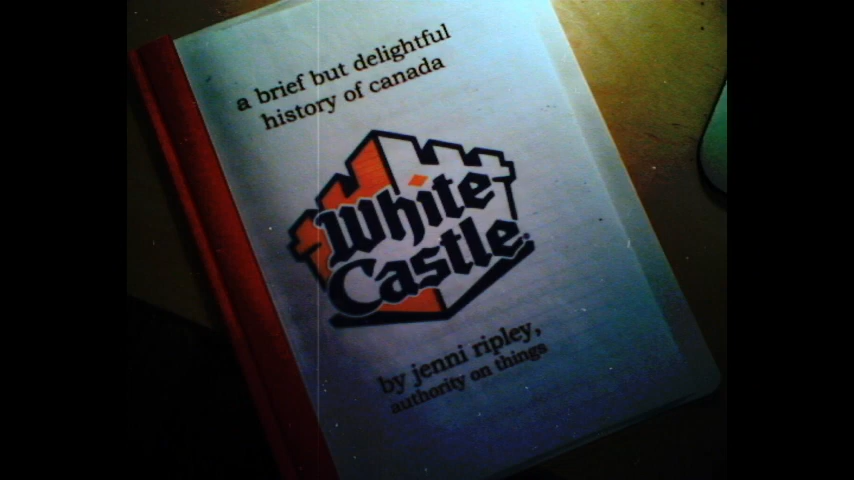 a brief but delightful
history of canada
White
Castle
by jenni ripley,
authority on things